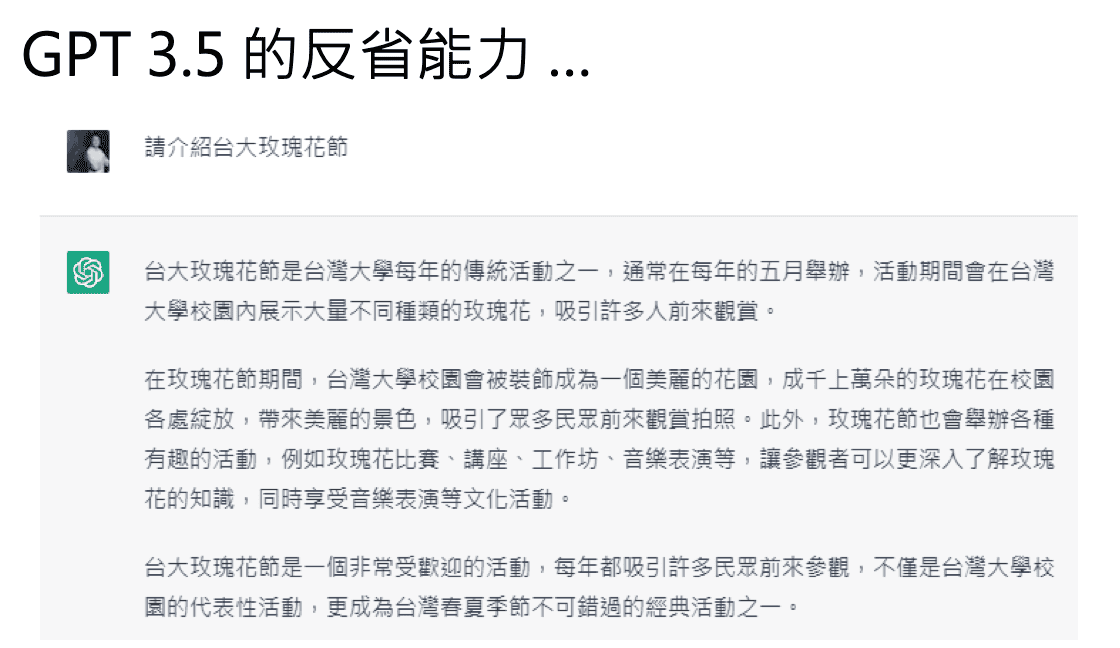 GPT 3.5 的反省能力 ...
請介紹台大玫瑰花節
台大玫瑰花節是台灣大學每年的傳統活動之一，通常在每年的五月舉辦，活動期間會在台灣
大學校園內展示大量不同種類的玫瑰花，吸引許多人前來觀賞。
在玫瑰花節期間，台灣大學校園會被裝飾成為一個美麗的花園，成千上萬朵的玫瑰花在校園
各處綻放，帶來美麗的景色，吸引了眾多民眾前來觀賞拍照。此外，玫瑰花節也會舉辦各種
有趣的活動，例如玫瑰花比賽、講座、工作坊、音樂表演等，讓參觀者可以更深入了解玫瑰
花的知識，同時享受音樂表演等文化活動。
台大玫瑰花節是一個非常受歡迎的活動，每年都吸引許多民眾前來參觀，不僅是台灣大學校
園的代表性活動，更成為台灣春夏季節不可錯過的經典活動之一。